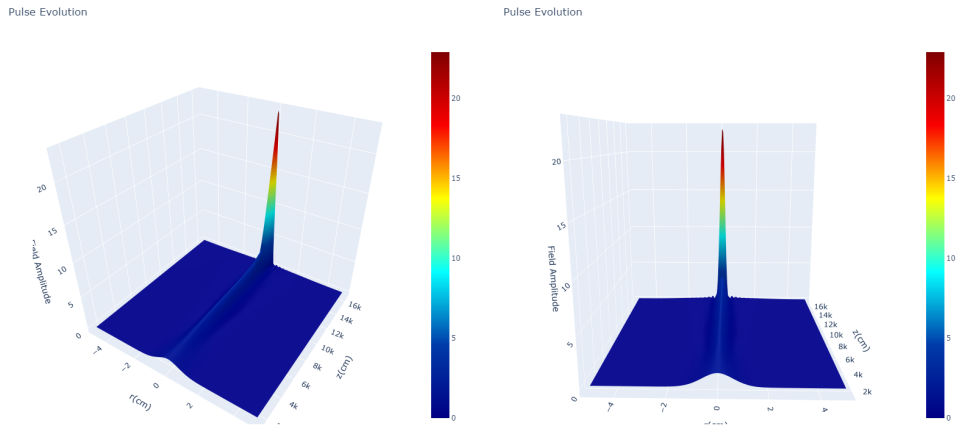 Pulse Evolution
20
15
10
5
0
Field Amplitude
−4
−2
0
2
r(cm)
4k
6k
8k
10k
12k
14k
16k
z(cm)
20
15
10
5
0
Pulse Evolution
20
15
10
5
0
Field Amplitude
−4
−2
0
2
4
2k
4k
6k
8k
10k
12k
14k
16k
z(cm)
20
15
10
5
0